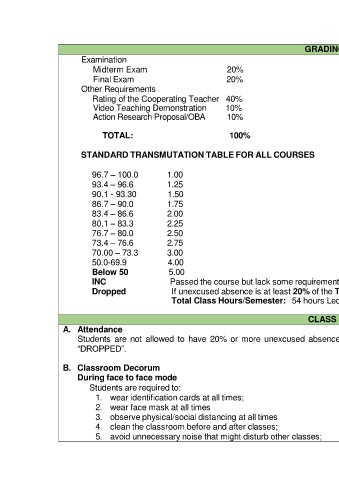 GRADING
Examination
Midterm Exam 20%
Final Exam 20%
Other Requirements
Rating of the Cooperating Teacher 40%
Video Teaching Demonstration 10%
Action Research Proposal/OBA 10%
TOTAL: 100%
STANDARD TRANSMUTATION TABLE FOR ALL COURSES
96.7 – 100.0 1.00
93.4 – 96.6 1.25
90.1 - 93.30 1.50
86.7 – 90.0 1.75
83.4 – 86.6 2.00
80.1 – 83.3 2.25
76.7 – 80.0 2.50
73.4 – 76.6 2.75
70.00 – 73.3 3.00
50.0-69.9 4.00
Below 50 5.00
INC Passed the course but lack some requirement
Dropped If unexcused absence is at least 20% of the T
Total Class Hours/Semester: 54 hours Lec
CLASS
A. Attendance
Students are not allowed to have 20% or more unexcused absence
“DROPPED”.
B. Classroom Decorum
During face to face mode
Students are required to:
1. wear identification cards at all times;
2. wear face mask at all times
3. observe physical/social distancing at all times
4. clean the classroom before and after classes;
5. avoid unnecessary noise that might disturb other classes;